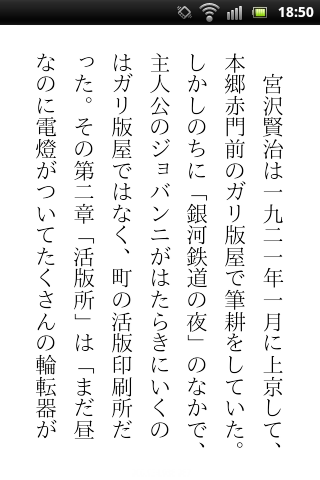 18:50
宮沢賢治は一九二一年一月に上京して、
本郷赤門前のガリ版屋で筆耕をしていた。
しかしのちに「銀河鉄道の夜」のなかで、
主人公のジョバンニがはたらきにいくの
はガリ版屋ではなく、町の活版印刷所だ
った。その第二章「活版所」は「まだ昼
なのに電燈がついてたくさんの輪転器が